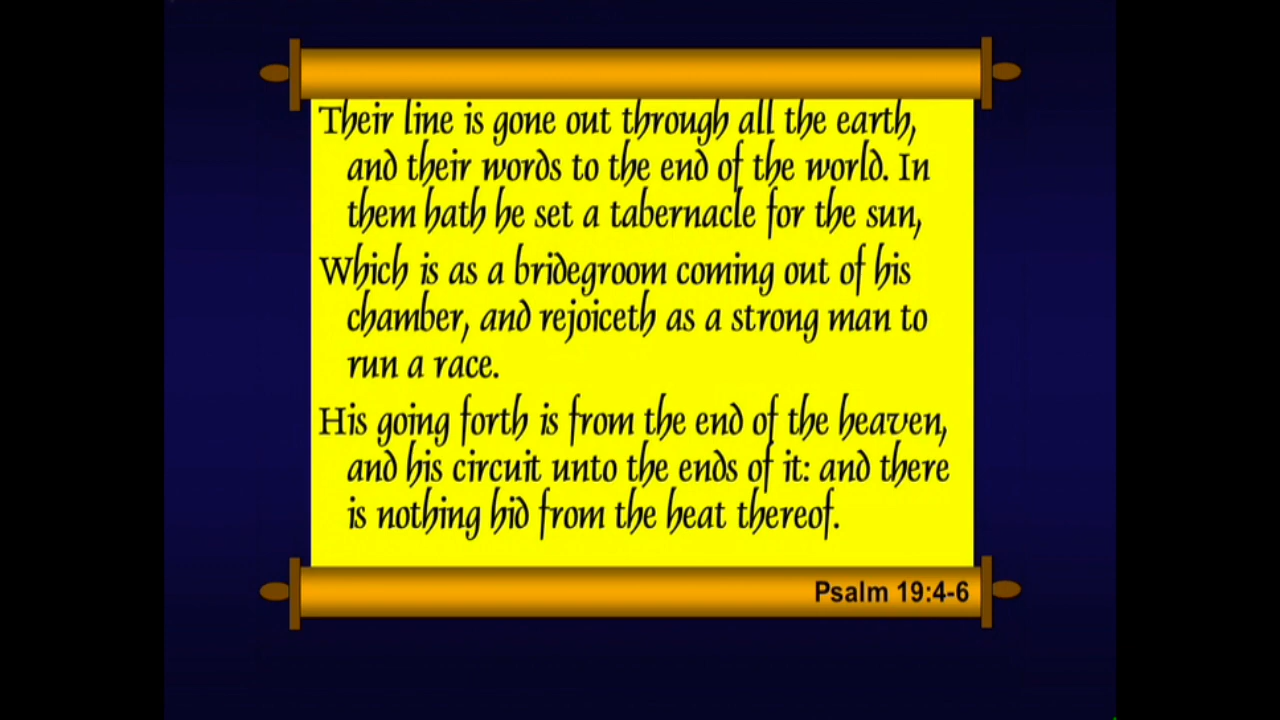 Their line is gone out through all the earth,
and their words to the end of the world. In
them hath he set a tabernacle for the sun,
Which is as a bridegroom coming out of his
chamber, and rejoiceth as a strong man to
run a race.
His going forth is from the end of the heaven,
and his circuit unto the ends of it: and there
is nothing hid from the heat thereof.
Psalm 19:4-6